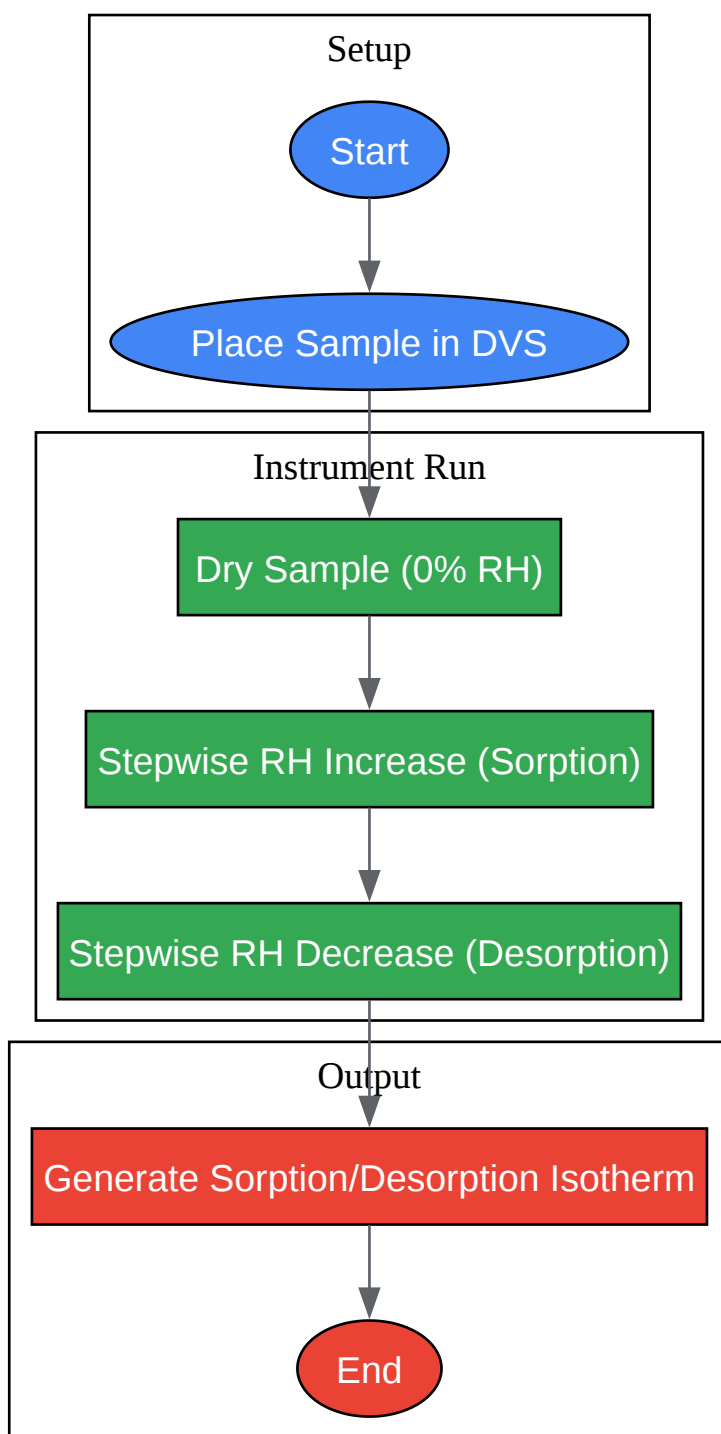 Setup
Start
Place Sample in DVS
Instrument Run
Dry Sample (0% RH)
Stepwise RH Increase (Sorption)
Stepwise RH Decrease (Desorption)
Output
Generate Sorption/Desorption Isotherm
End